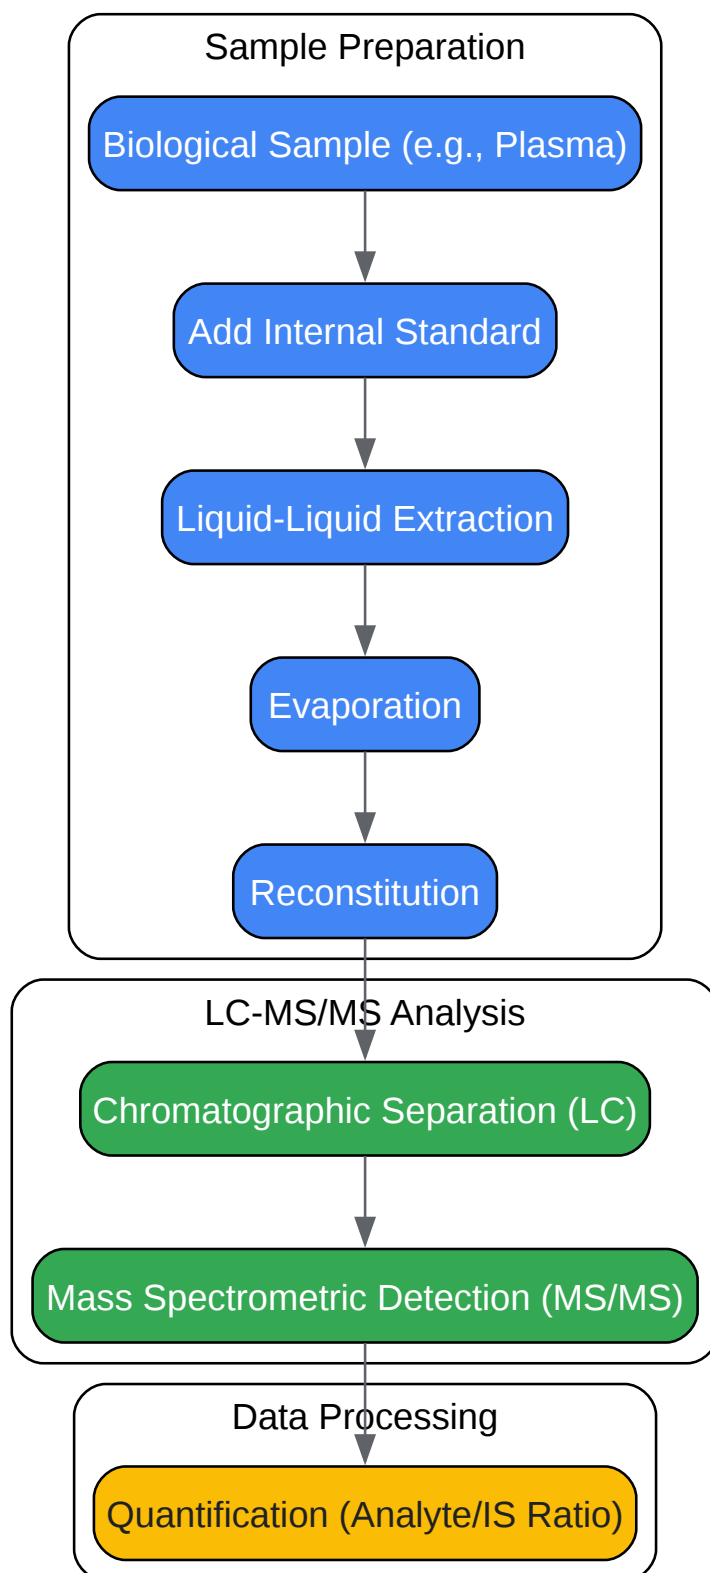 Sample Preparation
Biological Sample (e.g., Plasma)
Add Internal Standard
Liquid-Liquid Extraction
Evaporation
Reconstitution
LC-MS/MS Analysis
Chromatographic Separation (LC)
Mass Spectrometric Detection (MS/MS)
Data Processing
Quantification (Analyte/IS Ratio)